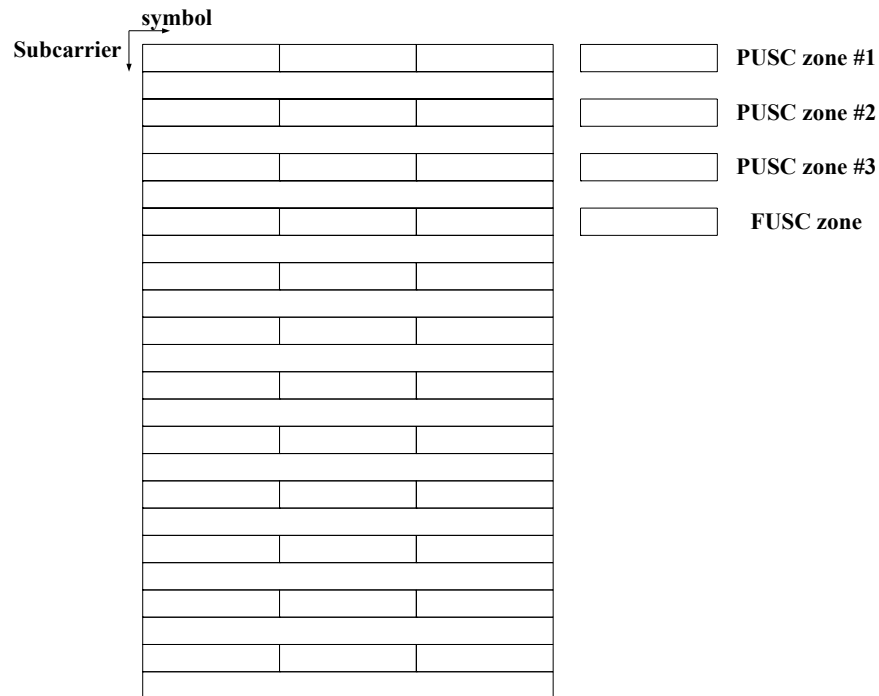 symbol
Subcarrier
PUSC zone #1
PUSC zone #2
PUSC zone #3
FUSC zone